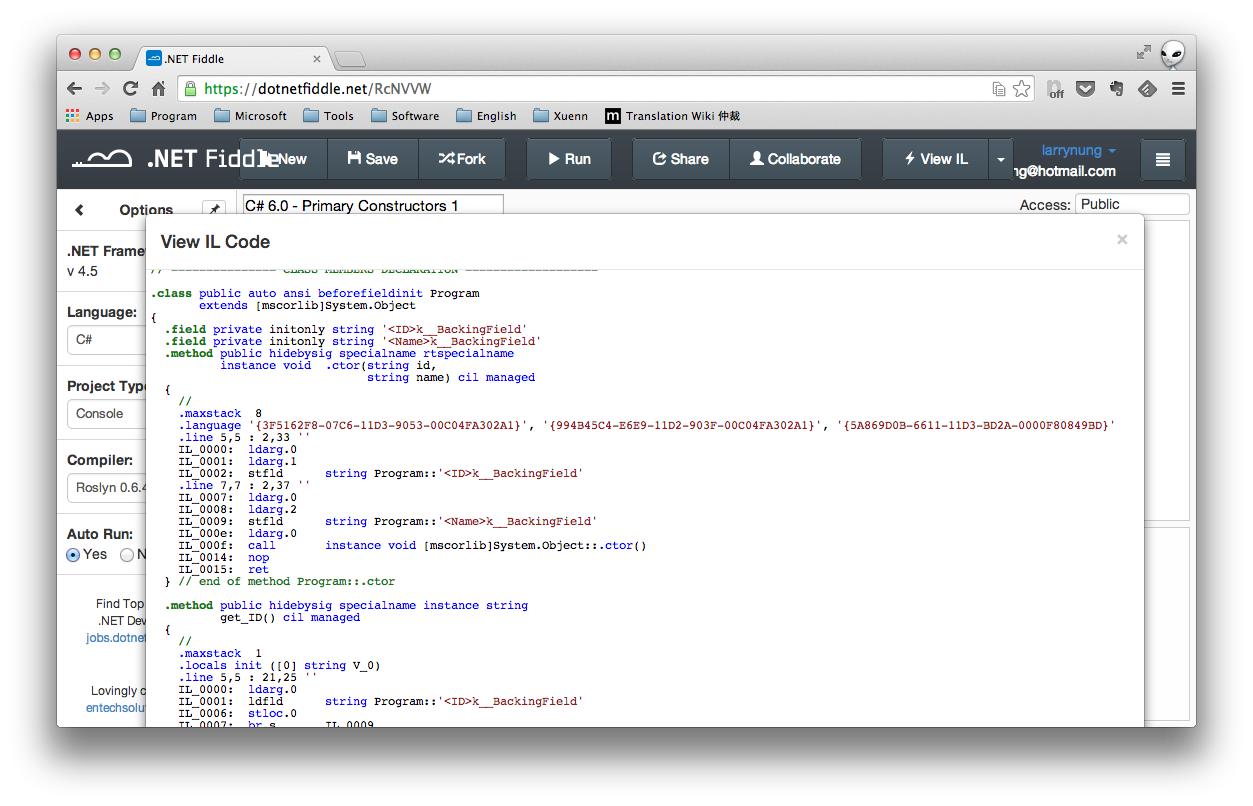 .NET Fiddle
https://dotnetfiddle.net/RcNVVW
off
Apps Program Microsoft Tools Software English Xuenn m Translation Wiki 仲裁
.NET Fiddle New Save Fork Run Share Collaborate View IL larrynung
ng@hotmail.com
Options C# 6.0 - Primary Constructors 1 Access: Public
View IL Code ×
// =============== CLASS MEMBERS DECLARATION ===================
.class public auto ansi beforefieldinit Program
extends [mscorlib]System.Object
{
.field private initonly string '<ID>k__BackingField'
.field private initonly string '<Name>k__BackingField'
.method public hidebysig specialname rtspecialname
instance void .ctor(string id,
string name) cil managed
{
//
.maxstack 8
.language '{3F5162F8-07C6-11D3-9053-00C04FA302A1}', '{994B45C4-E6E9-11D2-903F-00C04FA302A1}', '{5A869D0B-6611-11D3-BD2A-0000F80849BD}'
.line 5,5 : 2,33 ''
IL_0000: ldarg.0
IL_0001: ldarg.1
IL_0002: stfld string Program::'<ID>k__BackingField'
.line 7,7 : 2,37 ''
IL_0007: ldarg.0
IL_0008: ldarg.2
IL_0009: stfld string Program::'<Name>k__BackingField'
IL_000e: ldarg.0
IL_000f: call instance void [mscorlib]System.Object::.ctor()
IL_0014: nop
IL_0015: ret
} // end of method Program::.ctor
.method public hidebysig specialname instance string
get_ID() cil managed
{
//
.maxstack 1
.locals init ([0] string V_0)
.line 5,5 : 21,25 ''
IL_0000: ldarg.0
IL_0001: ldfld string Program::'<ID>k__BackingField'
IL_0006: stloc.0
IL_0007: br.s IL_0009
.NET Frame
v 4.5
Language:
C#
Project Type
Console
Compiler:
Roslyn 0.6.4
Auto Run:
Yes N
Find Top
.NET Dev
jobs.dotnet
Lovingly c
entechsolu